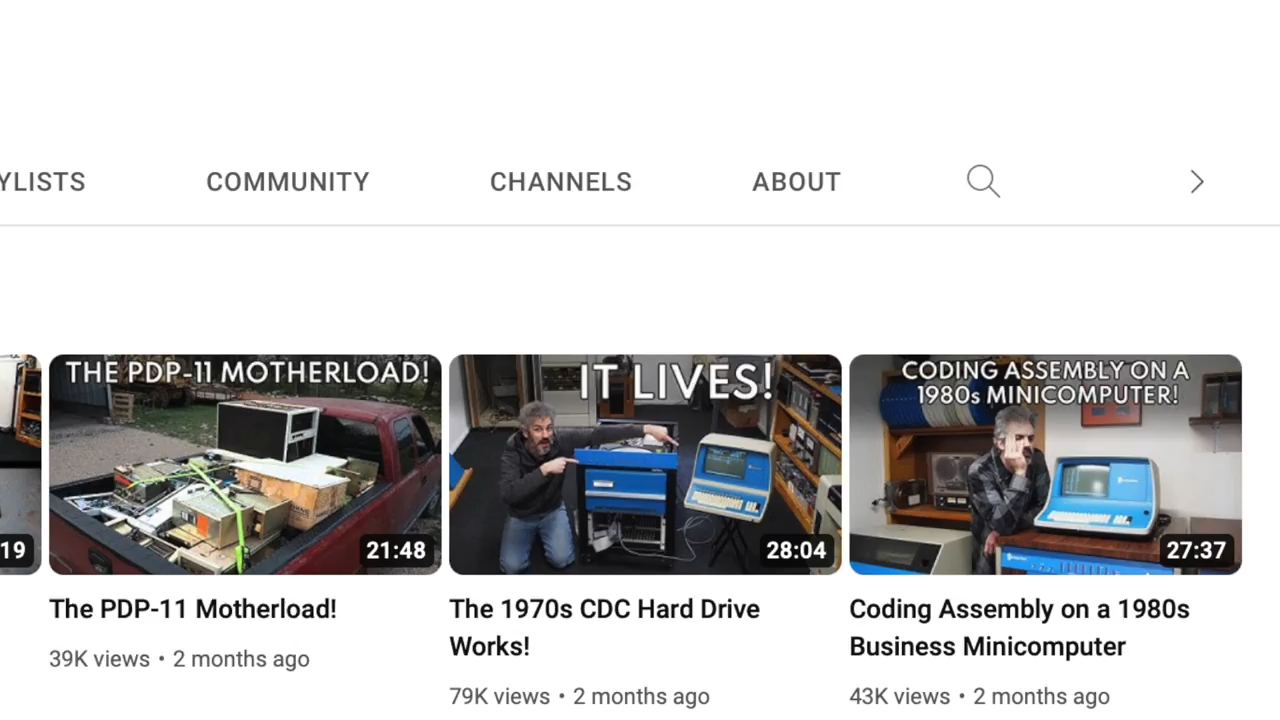 YLISTS COMMUNITY CHANNELS ABOUT
THE PDP-11 MOTHERLOAD!
19
21:48
The PDP-11 Motherload!
39K views • 2 months ago
IT LIVES!
28:04
The 1970s CDC Hard Drive
Works!
79K views • 2 months ago
CODING ASSEMBLY ON A
1980s MINICOMPUTER!
27:37
Coding Assembly on a 1980s
Business Minicomputer
43K views • 2 months ago